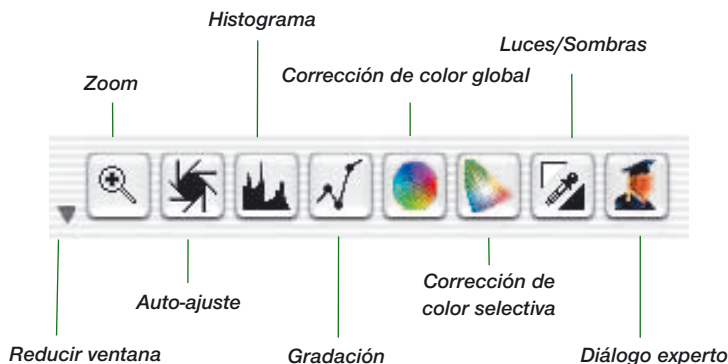 Histograma
Luces/Sombras
Corrección de color global
Zoom
Corrección de
color selectiva
Auto-ajuste
Reducir ventana
Gradación
Diálogo experto